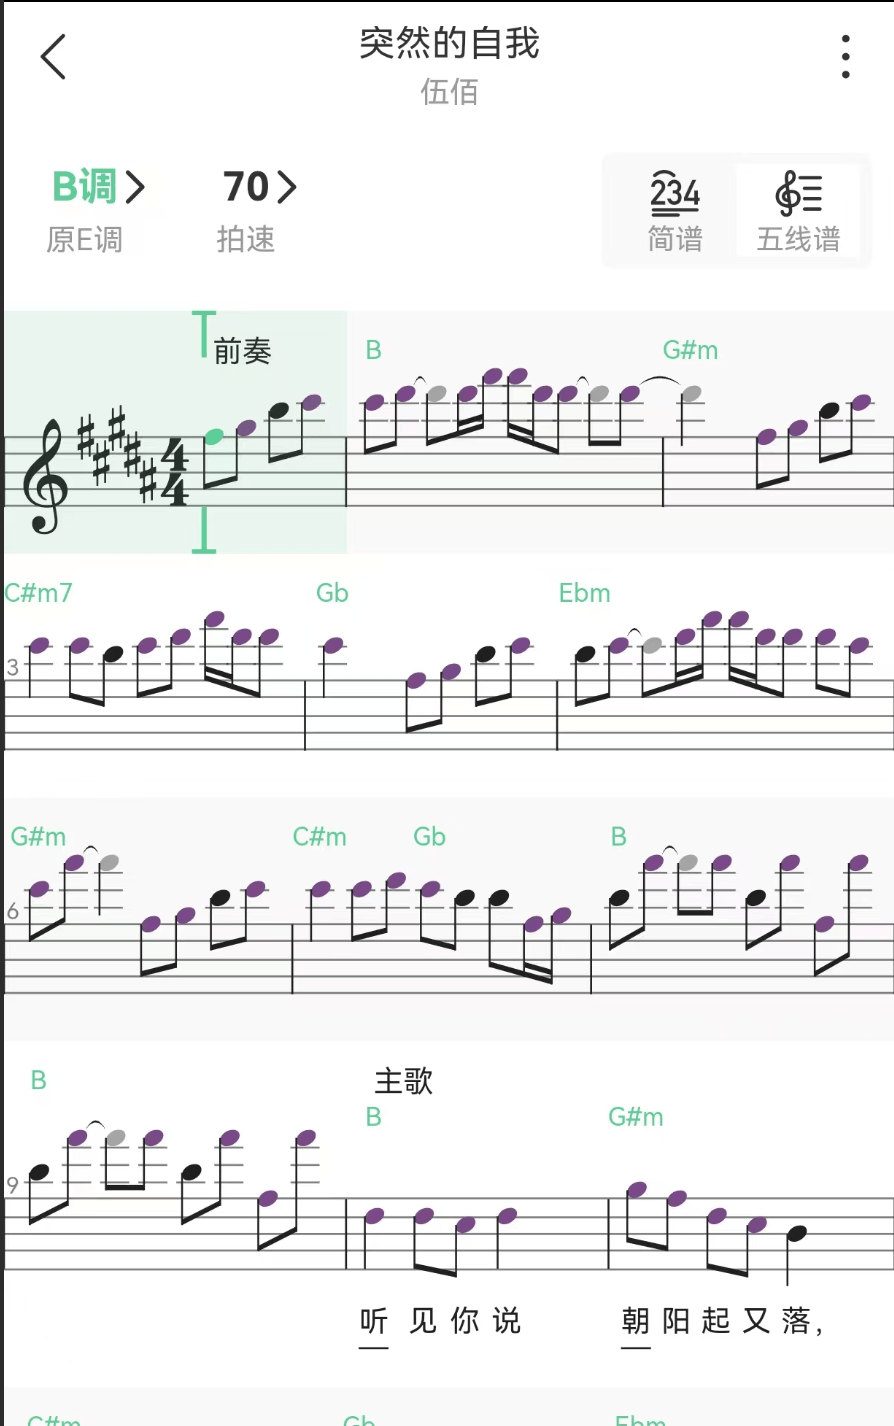 突然的自我
伍佰
B调 70 234
原E调 拍速 简谱 五线谱
前奏
B G#m
4
4
C#m7 Gb Ebm
3
G#m C#m Gb B
6
B 主歌
B G#m
9
听 见 你 说 朝 阳 起 又 落,
C#m Gb Ebm